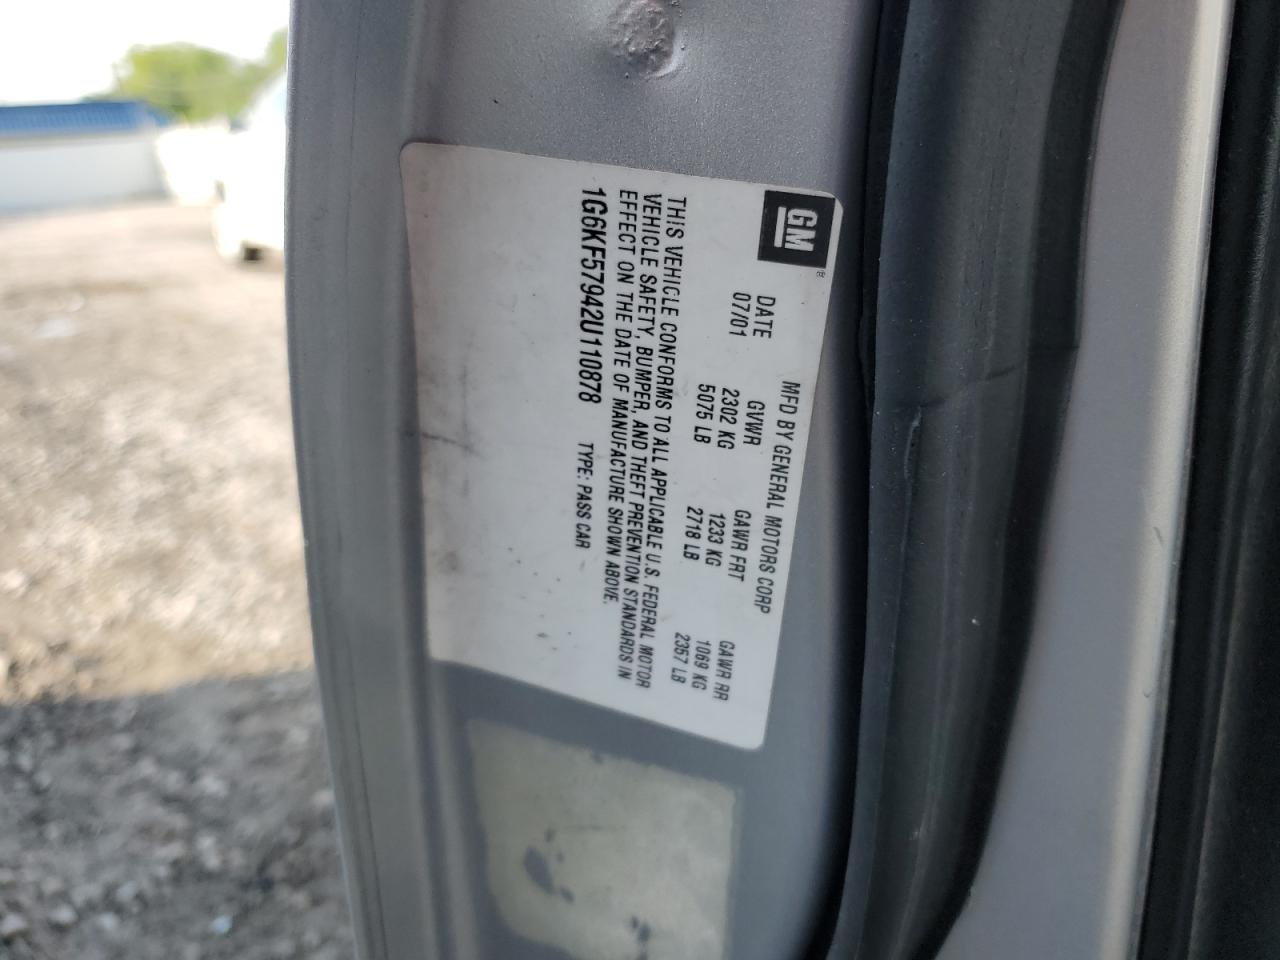 GM ®
MFD BY GENERAL MOTORS CORP
DATE GVWR GAWR FRT GAWR RR
07/01 2302 KG 1233 KG 1069 KG
5075 LB 2718 LB 2357 LB
THIS VEHICLE CONFORMS TO ALL APPLICABLE U.S. FEDERAL MOTOR
VEHICLE SAFETY, BUMPER, AND THEFT PREVENTION STANDARDS IN
EFFECT ON THE DATE OF MANUFACTURE SHOWN ABOVE.
1G6KF57942U110878 TYPE: PASS CAR